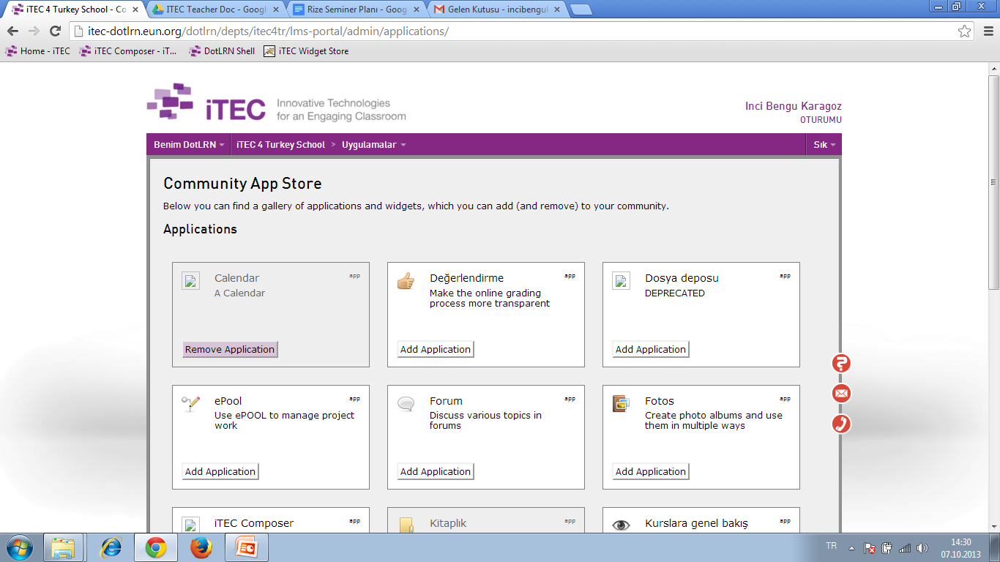 iTEC 4 Turkey School - Co
iTEC Teacher Doc - Googl
Rize Seminer Planı - Goog
Gelen Kutusu - incibengu
itec-dotlrn.eun.org/dotlrn/depts/itec4tr/lms-portal/admin/applications/
Home - iTEC
iTEC Composer - iT...
DotLRN Shell
iTEC Widget Store
iTEC
Innovative Technologies
for an Engaging Classroom
Inci Bengu Karagoz
OTURUMU
Benim DotLRN
iTEC 4 Turkey School > Uygulamalar
Sık
Community App Store
Below you can find a gallery of applications and widgets, which you can add (and remove) to your community.
Applications
Calendar app
A Calendar
Remove Application
Değerlendirme app
Make the online grading
process more transparent
Add Application
Dosya deposu app
DEPRECATED
Add Application
ePool app
Use ePOOL to manage project
work
Add Application
Forum app
Discuss various topics in
forums
Add Application
Fotos app
Create photo albums and use
them in multiple ways
Add Application
iTEC Composer app
Kitaplık app
Kurslara genel bakış app
TR
14:30
07.10.2013